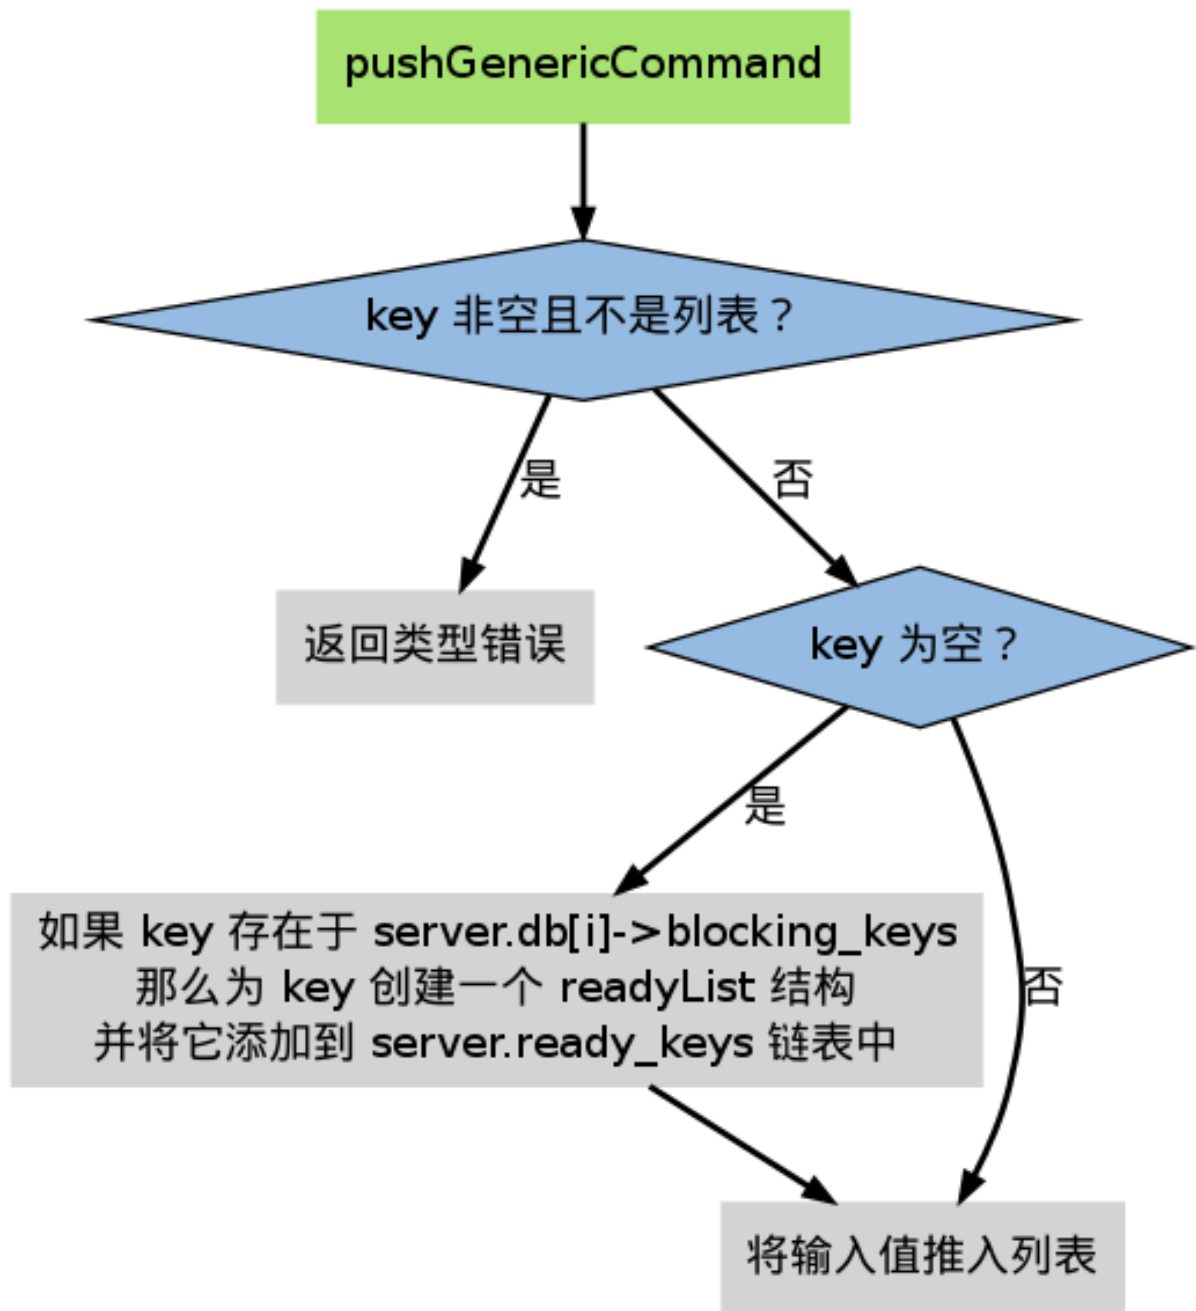 pushGenericCommand
key 非空且不是列表？
是
否
返回类型错误
key 为空？
是
如果 key 存在于 server.db[i]->blocking_keys
那么为 key 创建一个 readyList 结构
否
并将它添加到 server.ready_keys 链表中
将输入值推入列表